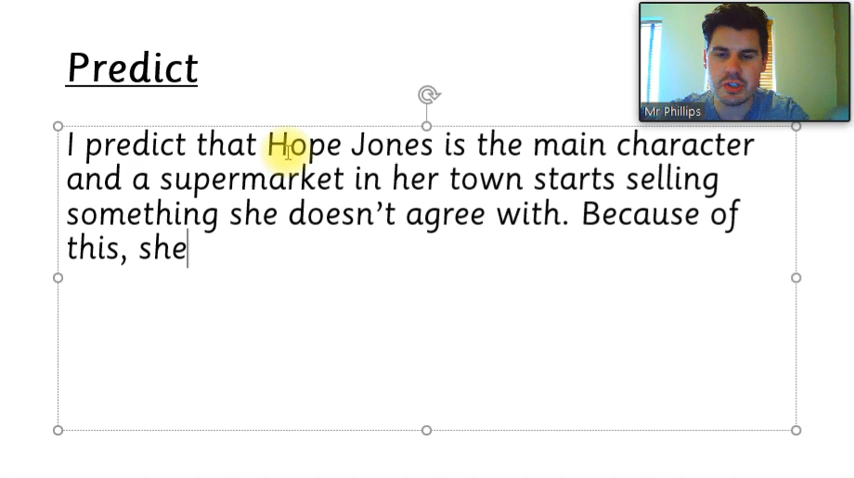 Predict
Mr Phillips
I predict that Hope Jones is the main character
and a supermarket in her town starts selling
something she doesn’t agree with. Because of
this, she